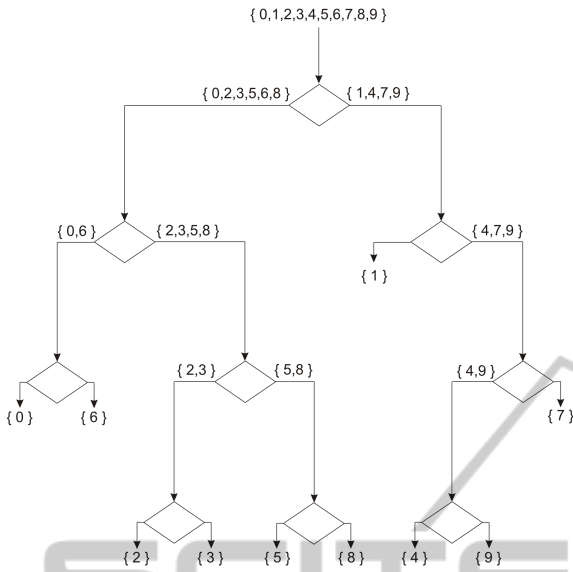 { 0,1,2,3,4,5,6,7,8,9 }
{ 0,2,3,5,6,8 } { 1,4,7,9 }
{ 0,6 } { 2,3,5,8 } { 4,7,9 }
{ 1 }
{ 2,3 } { 5,8 } { 4,9 }
{ 0 } { 6 } { 7 }
{ 2 } { 3 } { 5 } { 8 } { 4 } { 9 }